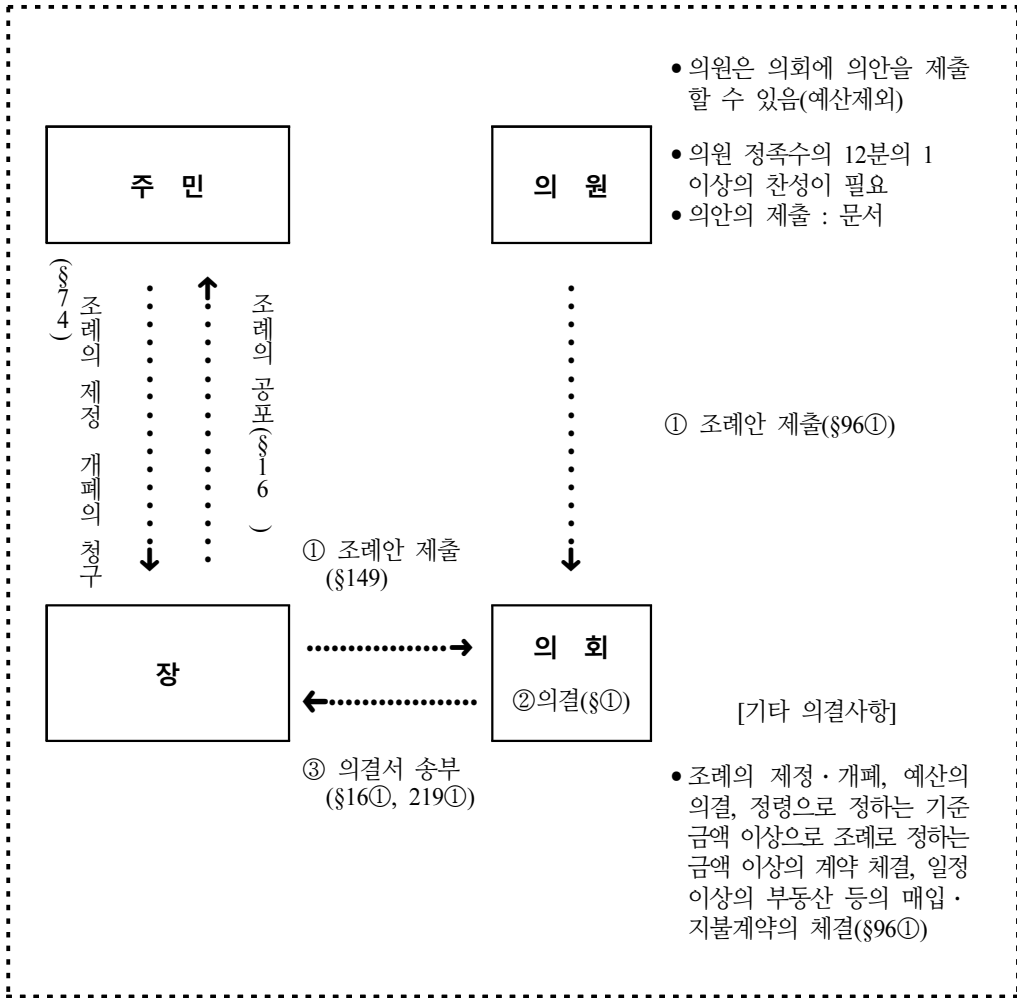 • 의원은 의회에 의안을 제출
할 수 있음(예산제외)
• 의원 정족수의 12분의 1
이상의 찬성이 필요
• 의안의 제출 : 문서
주 민
의 원
(§74)
조례의 제정 개폐의 청구
조례의 공포(§16 )
① 조례안 제출(§96①)
① 조례안 제출
(§149)
장
의 회
②의결(§①)
③ 의결서 송부
(§16①, 219①)
[기타 의결사항]
• 조례의 제정·개폐, 예산의
의결, 정령으로 정하는 기준
금액 이상으로 조례로 정하는
금액 이상의 계약 체결, 일정
이상의 부동산 등의 매입·
지불계약의 체결(§96①)